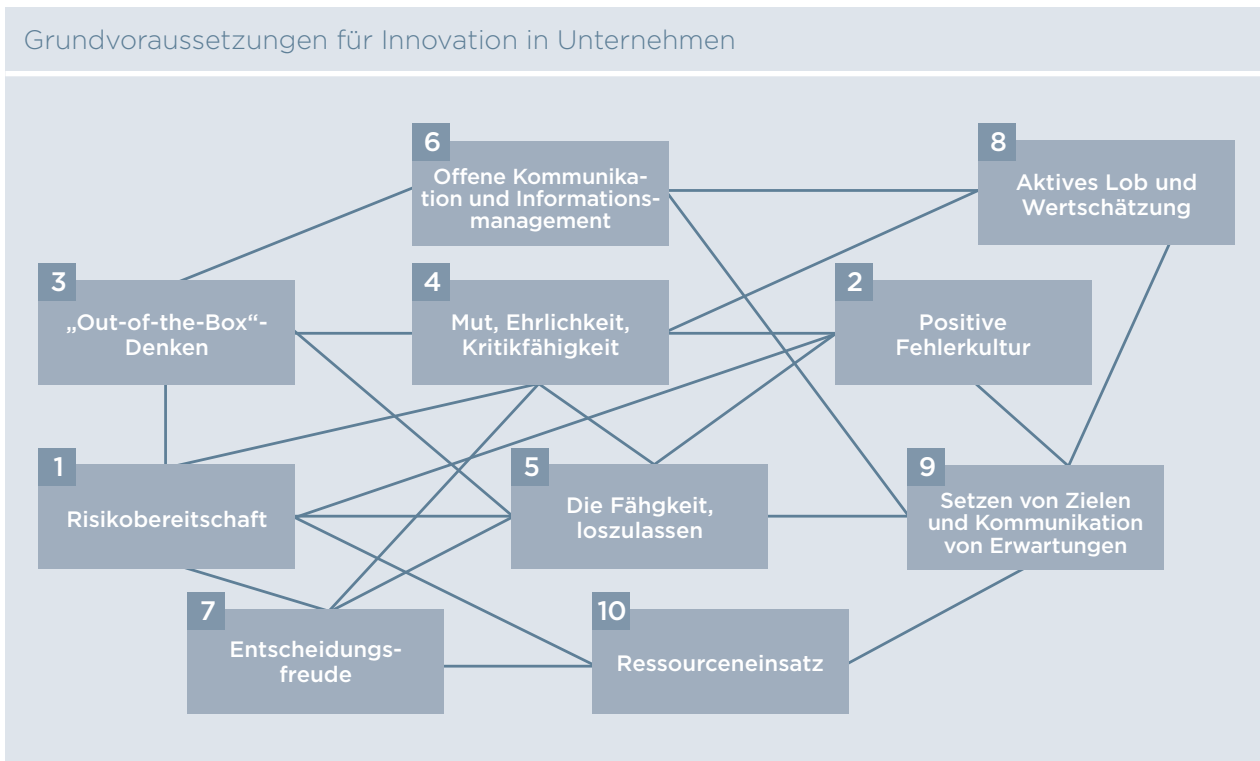 Grundvoraussetzungen für Innovation in Unternehmen
6
Offene Kommunika-
tion und Informations-
management
8
Aktives Lob und
Wertschätzung
3
„Out-of-the-Box“-
Denken
4
Mut, Ehrlichkeit,
Kritikfähigkeit
2
Positive
Fehlerkultur
1
Risikobereitschaft
5
Die Fähgkeit,
loszulassen
9
Setzen von Zielen
und Kommunikation
von Erwartungen
7
Entscheidungs-
freude
10
Ressourceneinsatz